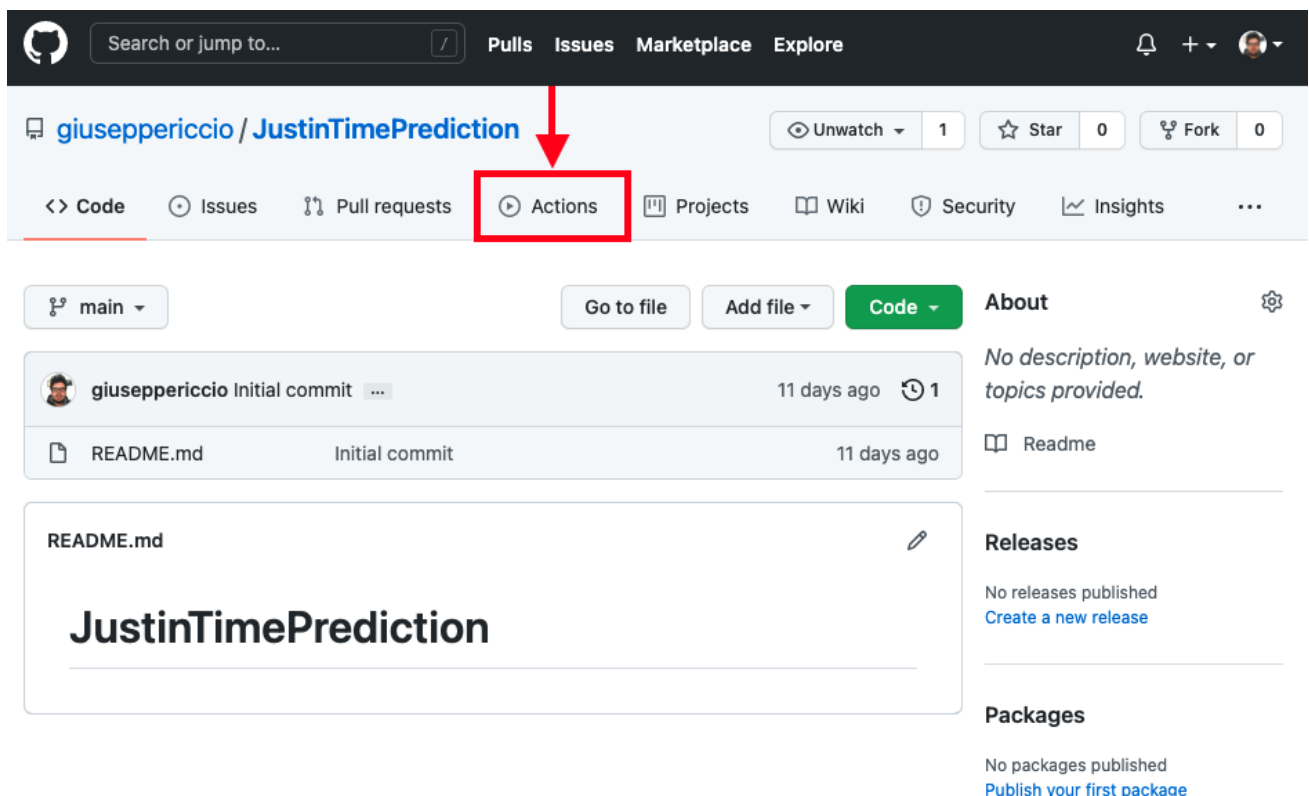 Search or jump to... / Pulls Issues Marketplace Explore
giuseppericcio / JustinTimePrediction Unwatch 1 Star 0 Fork 0
<> Code Issues Pull requests Actions Projects Wiki Security Insights ...
main Go to file Add file Code
About
No description, website, or
topics provided.
Readme
giuseppericcio Initial commit ... 11 days ago 1
README.md Initial commit 11 days ago
README.md
JustinTimePrediction
Releases
No releases published
Create a new release
Packages
No packages published
Publish your first package